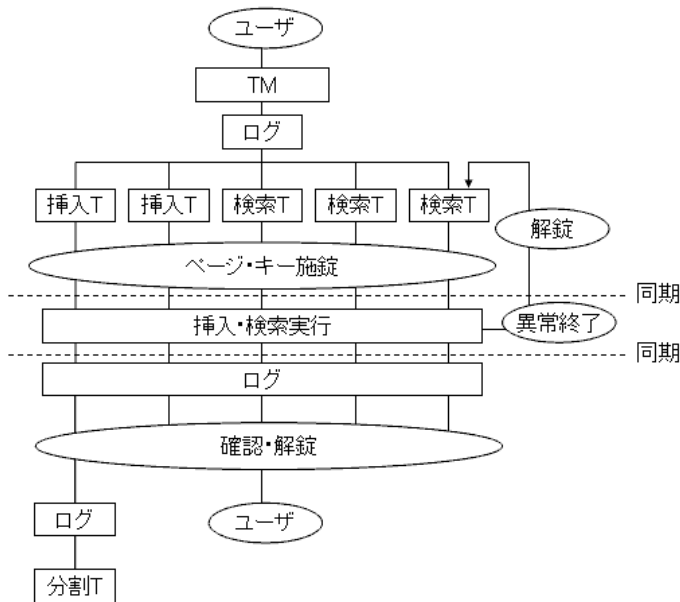 ユーザ
TM
ログ
挿入T 挿入T 検索T 検索T 検索T
解錠
ページ・キー施錠
同期
挿入・検索実行
異常終了
同期
ログ
確認・解錠
ログ
ユーザ
分割T